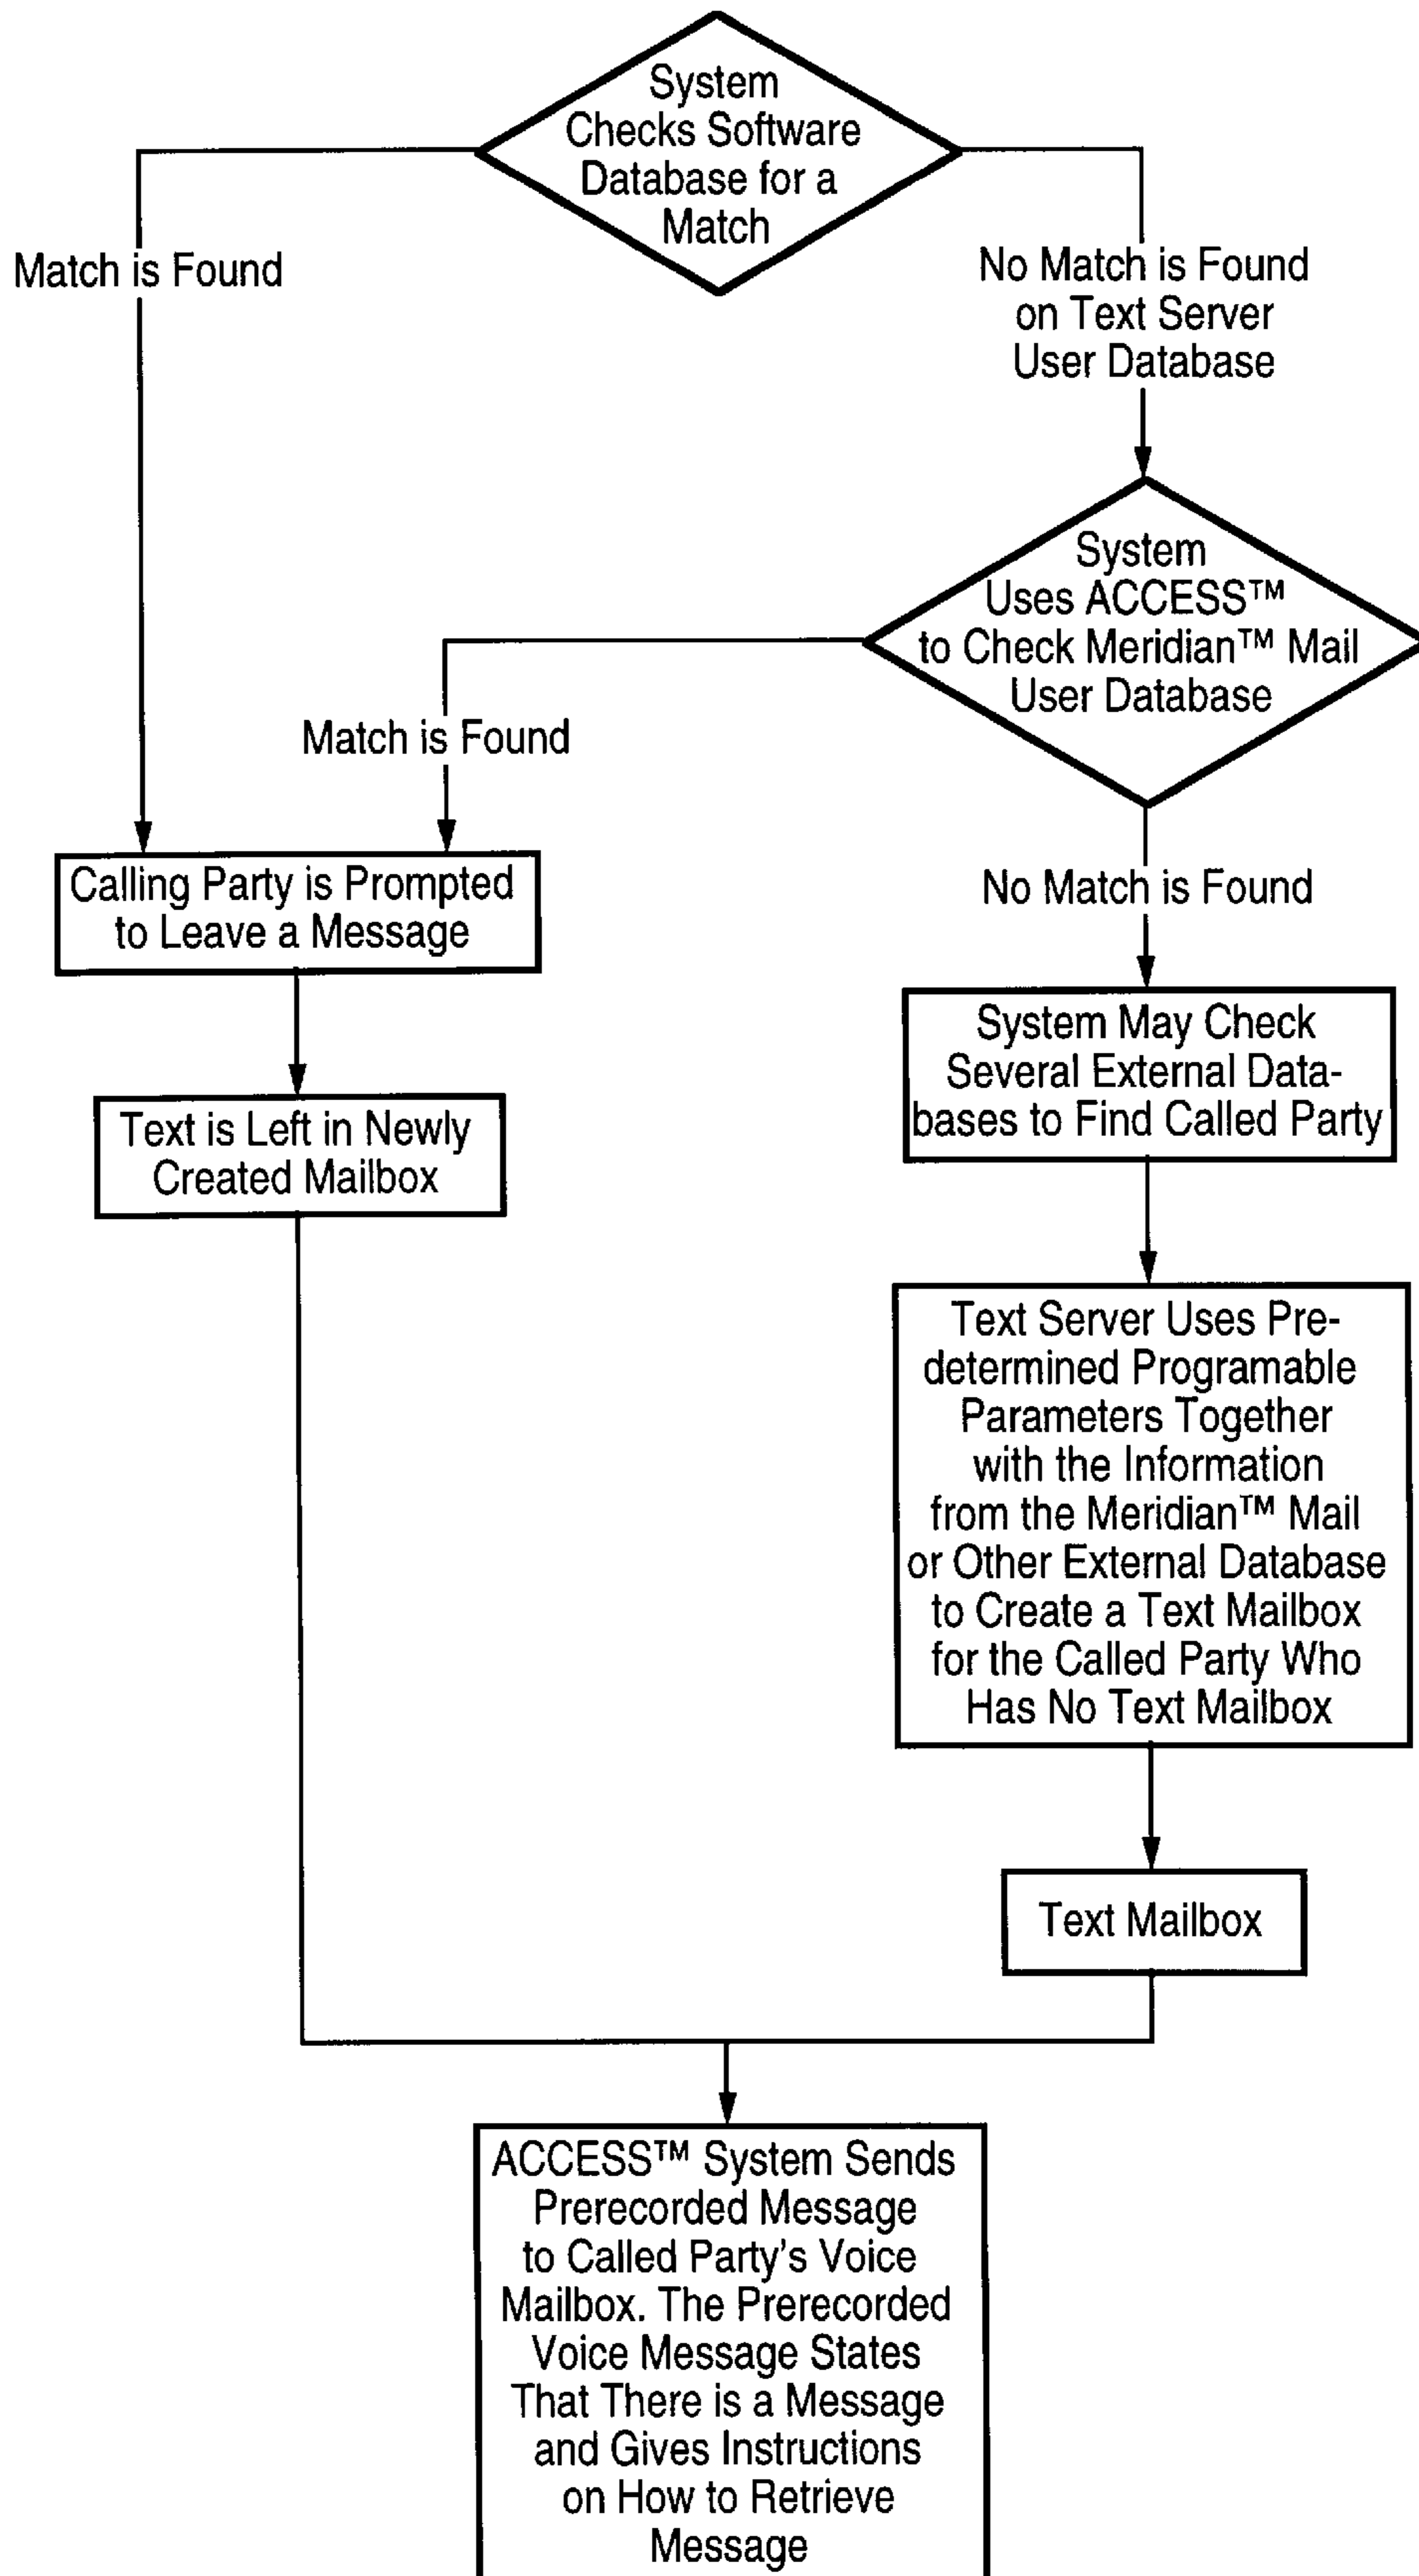 System
Checks Software
Database for a
Match
Match is Found
No Match is Found
on Text Server
User Database
System
Uses ACCESS™
to Check Meridian™ Mail
User Database
Match is Found
Calling Party is Prompted
to Leave a Message
No Match is Found
System May Check
Several External Data-
bases to Find Called Party
Text is Left in Newly
Created Mailbox
Text Server Uses Pre-
determined Programable
Parameters Together
with the Information
from the Meridian™ Mail
or Other External Database
to Create a Text Mailbox
for the Called Party Who
Has No Text Mailbox
Text Mailbox
ACCESS™ System Sends
Prerecorded Message
to Called Party's Voice
Mailbox. The Prerecorded
Voice Message States
That There is a Message
and Gives Instructions
on How to Retrieve
Message